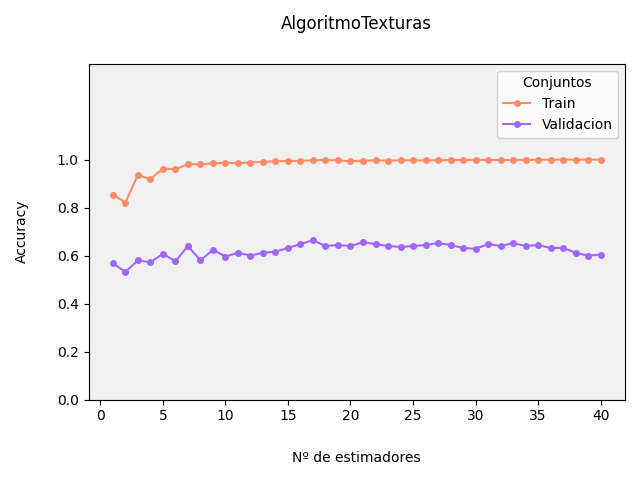 AlgoritmoTexturas
Conjuntos
Train
Validacion
Accuracy
1.0
0.8
0.6
0.4
0.2
0.0
0 5 10 15 20 25 30 35 40
Nº de estimadores